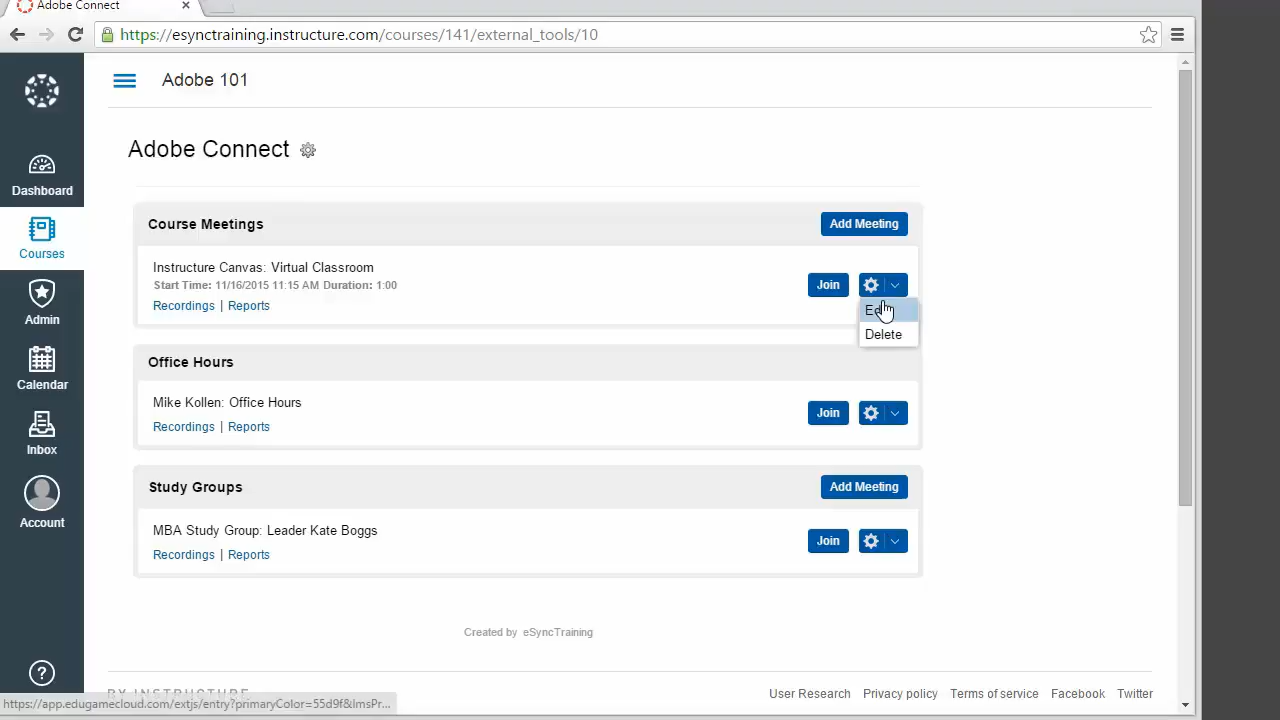 Adobe Connect
https://esynctraining.instructure.com/courses/141/external_tools/10
Adobe 101
Adobe Connect
Dashboard
Courses
Admin
Calendar
Inbox
Account
Course Meetings
Add Meeting
Instructure Canvas: Virtual Classroom
Start Time: 11/16/2015 11:15 AM Duration: 1:00
Recordings | Reports
Join
Delete
Office Hours
Mike Kollen: Office Hours
Recordings | Reports
Join
Study Groups
Add Meeting
MBA Study Group: Leader Kate Boggs
Recordings | Reports
Join
Created by eSyncTraining
BY INSTRUCTURE
User Research Privacy policy Terms of service Facebook Twitter
https://app.edugamecloud.com/extjs/entry?primaryColor=55d9f&lmsPr...